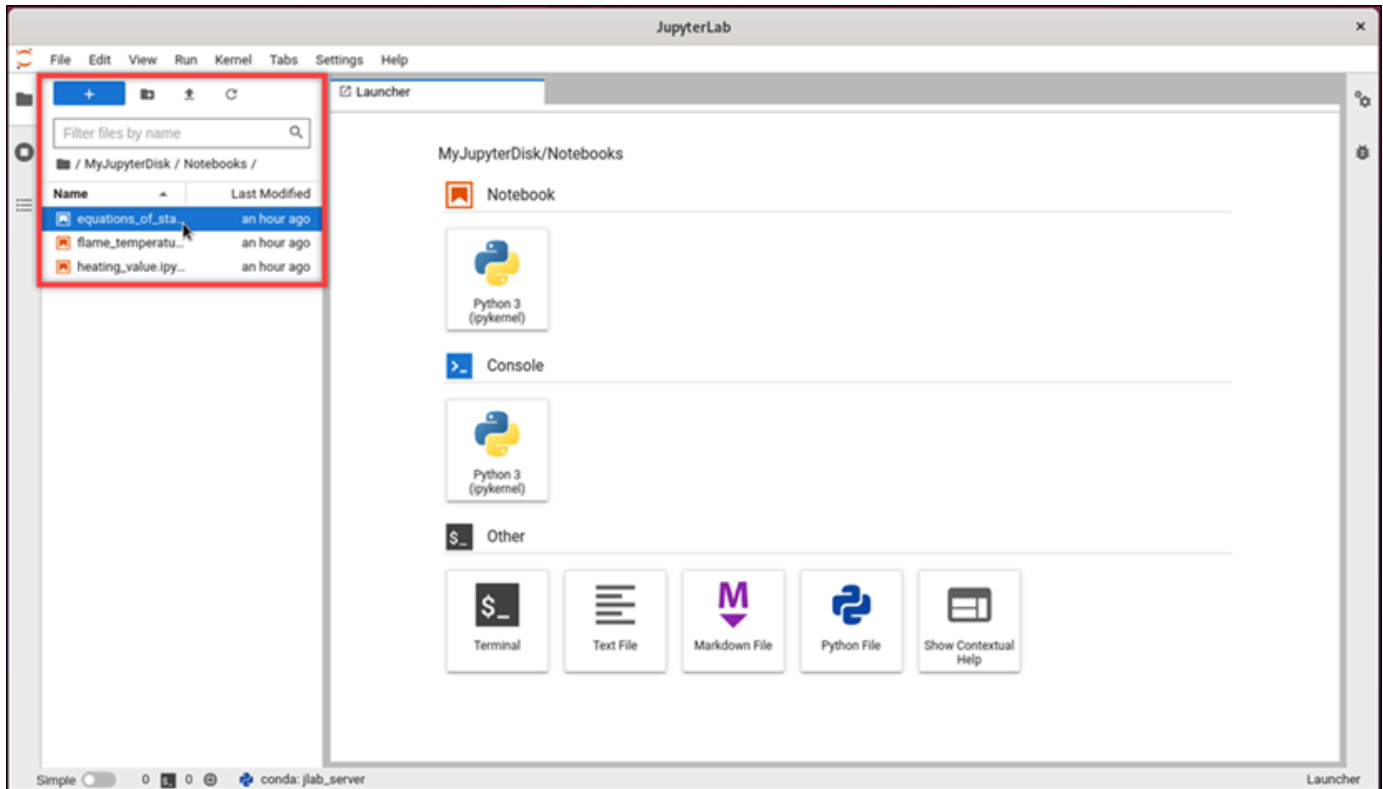 JupyterLab
File Edit View Run Kernel Tabs Settings Help
+
Launcher
Filter files by name
/ MyJupyterDisk / Notebooks /
Name Last Modified
equations_of_sta... an hour ago
flame_temperatu... an hour ago
heating_value.ipy... an hour ago
MyJupyterDisk/Notebooks
Notebook
Python 3
(ipykernel)
Console
Python 3
(ipykernel)
$_ Other
$_
M
Terminal Text File Markdown File Python File Show Contextual
Help
Simple 0 $_ 0 conda: jlab_server Launcher